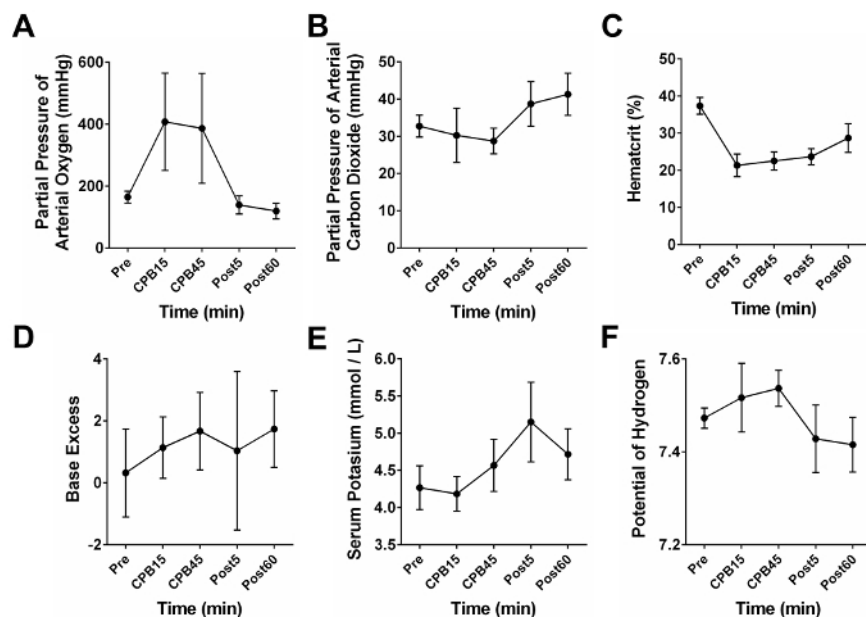 A
Partial Pressure of
Arterial Oxygen (mmHg)
600
400
200
0
Pre
CPB15
CPB45
Post5
Post60
Time (min)
B
Partial Pressure of Arterial
Carbon Dioxide (mmHg)
50
40
30
20
10
0
Pre
CPB15
CPB45
Post5
Post60
Time (min)
C
Hematcrit (%)
50
40
30
20
10
0
Pre
CPB15
CPB45
Post5
Post60
Time (min)
D
Base Excess
4
2
0
-2
Pre
CPB15
CPB45
Post5
Post60
Time (min)
E
Serum Potasium (mmol / L)
6.0
5.5
5.0
4.5
4.0
3.5
Pre
CPB15
CPB45
Post5
Post60
Time (min)
F
Potential of Hydrogen
7.6
7.4
7.2
Pre
CPB15
CPB45
Post5
Post60
Time (min)